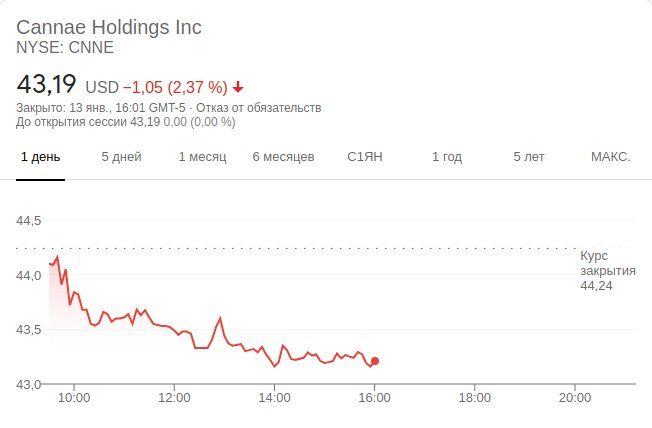 Cannae Holdings Inc
NYSE: CNNE
43,19 USD −1,05 (2,37 %)
Закрыто: 13 янв., 16:01 GMT-5 · Отказ от обязательств
До открытия сессии 43,19 0,00 (0,00 %)
1 день 5 дней 1 месяц 6 месяцев С1ЯН 1 год 5 лет МАКС.
44,5
Курс
закрытия
44,24
44,0
43,5
43,0
10:00 12:00 14:00 16:00 18:00 20:00